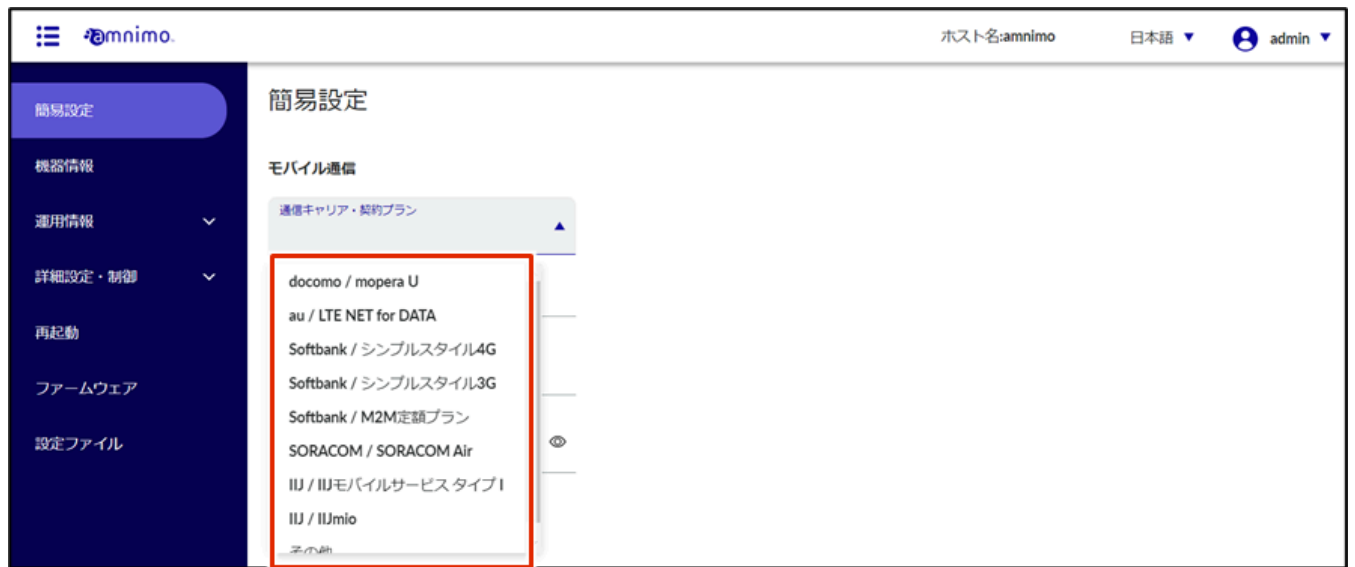 amnimo.
ホスト名:amnimo
日本語
admin
簡易設定
機器情報
運用情報
詳細設定・制御
再起動
ファームウェア
設定ファイル
簡易設定
モバイル通信
通信キャリア・契約プラン
docomo / mopera U
au / LTE NET for DATA
Softbank / シンプルスタイル4G
Softbank / シンプルスタイル3G
Softbank / M2M定額プラン
SORACOM / SORACOM Air
IIJ / IIJモバイルサービス タイプ I
IIJ / IIJmio
その他